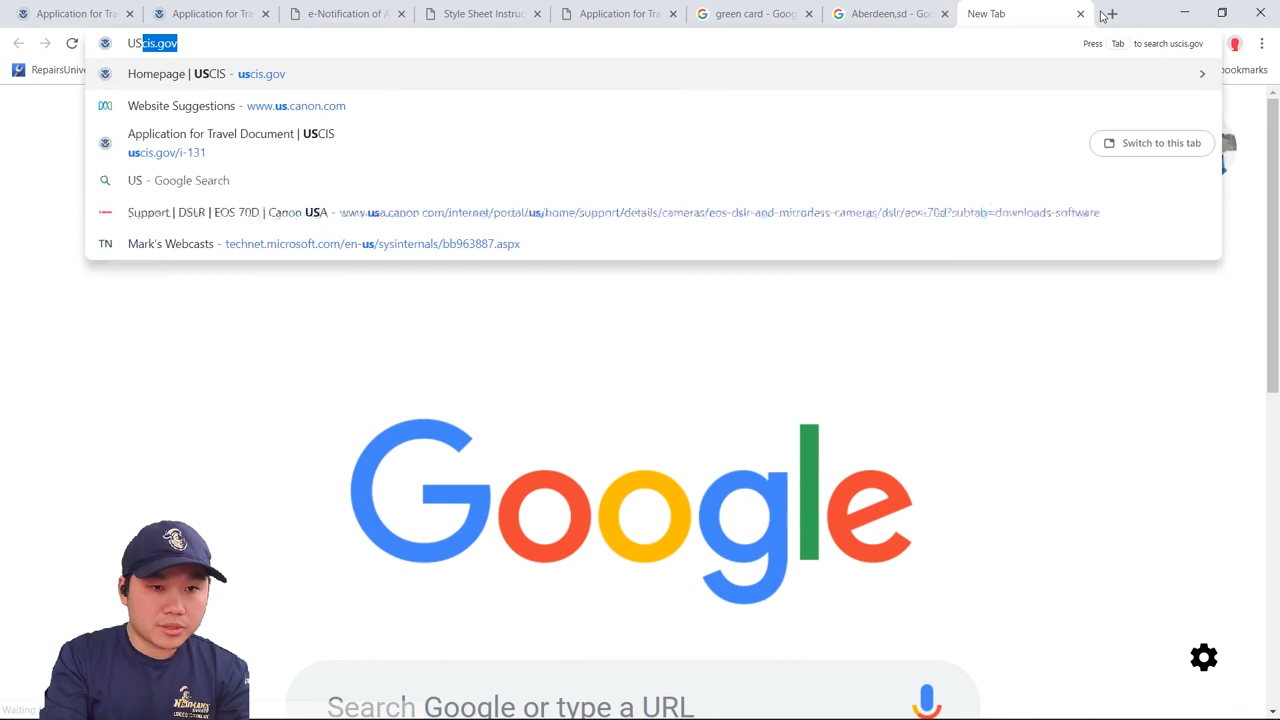 Application for Tra
Application for Tra
e-Notification of A
Style Sheet Instruc
Application for Tra
green card - Goog
Aberdeen,sd - Goo
New Tab
UScis.gov
Press Tab to search uscis.gov
RepairsUnive
bookmarks
Homepage | USCIS - uscis.gov
Website Suggestions - www.us.canon.com
Application for Travel Document | USCIS
uscis.gov/i-131
Switch to this tab
US - Google Search
Support | DSLR | EOS 70D | Canon USA - www.usa.canon.com/internet/portal/us/home/support/details/cameras/eos-dslr-and-mirrorless-cameras/dslr/eos-70d?subtab=downloads-software
TN Mark's Webcasts - technet.microsoft.com/en-us/sysinternals/bb963887.aspx
Google
Search Google or type a URL
NEUMANN
Waiting